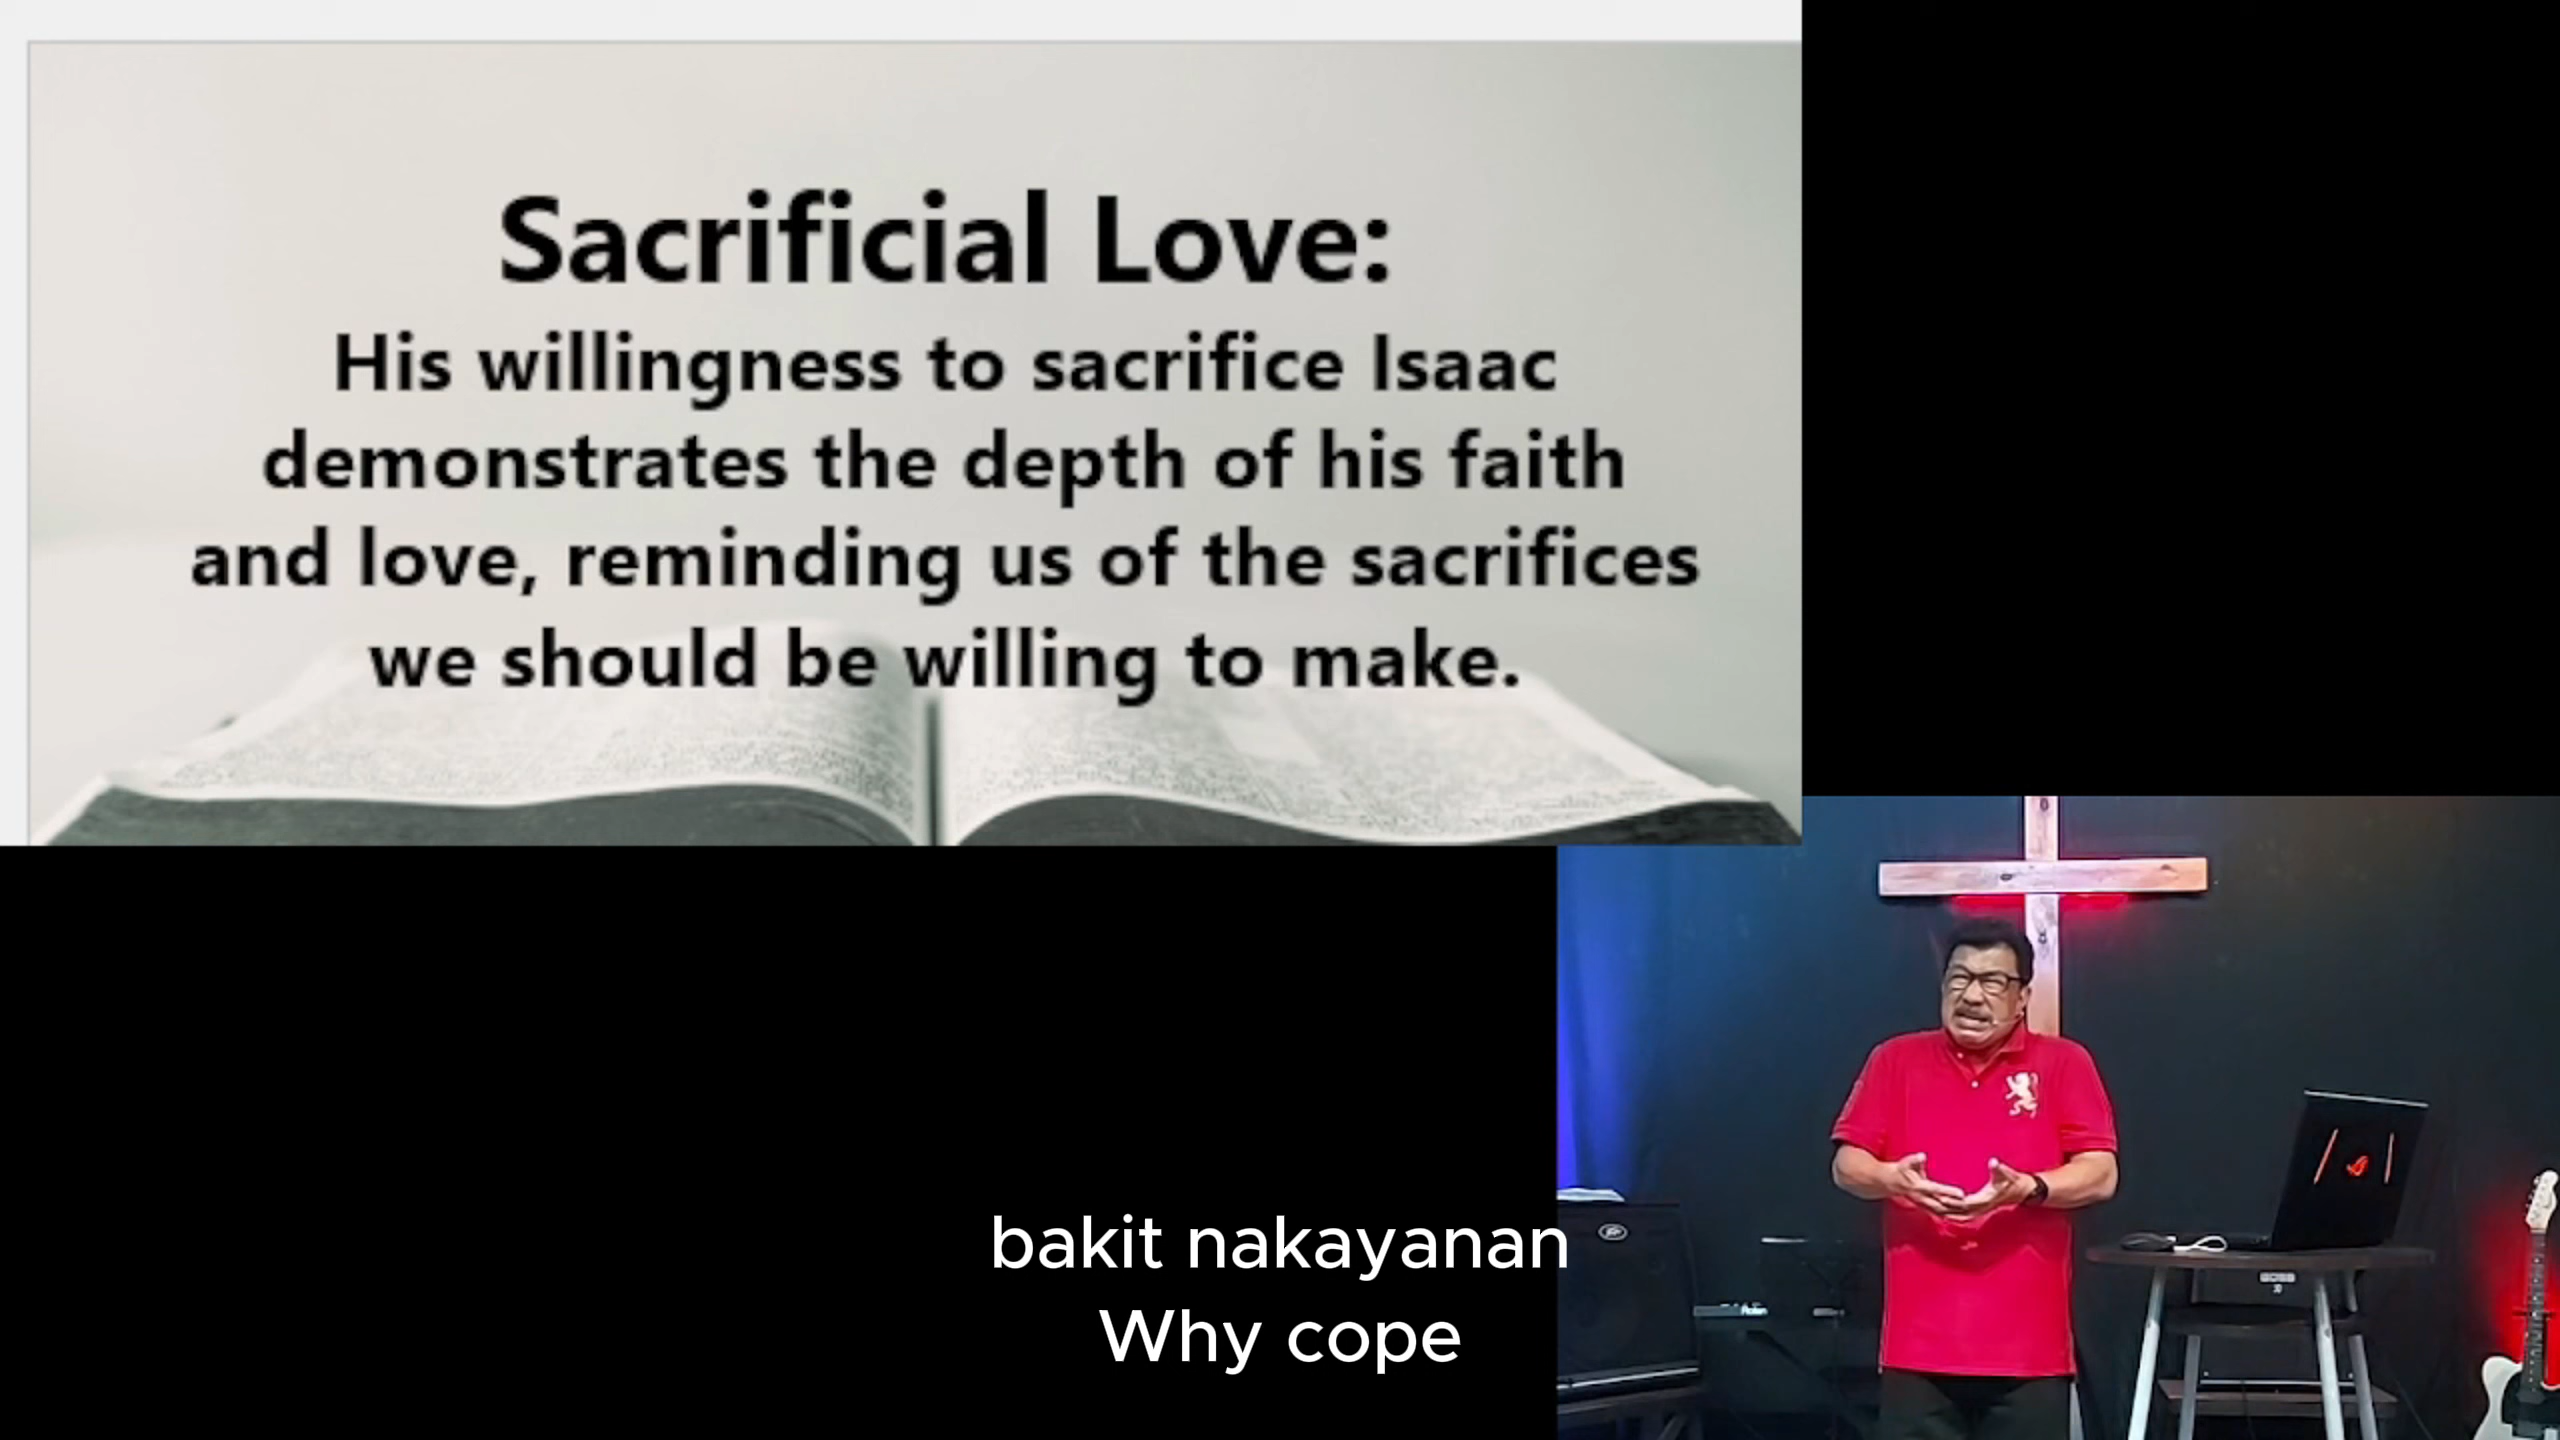 Sacrificial Love:
His willingness to sacrifice Isaac
demonstrates the depth of his faith
and love, reminding us of the sacrifices
we should be willing to make.
bakit nakayanan
Why cope